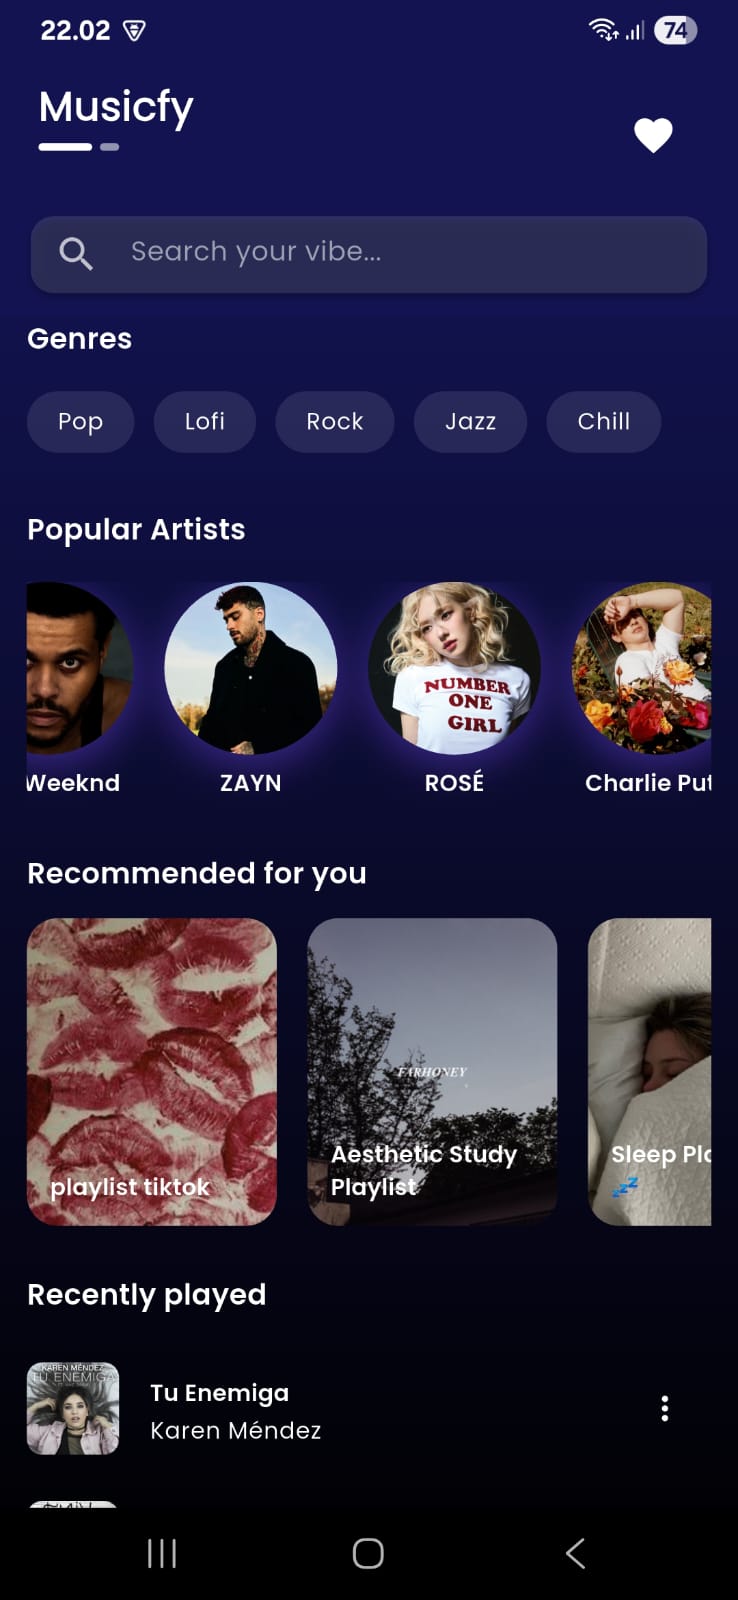 22.02
74
Musicfy
Search your vibe...
Genres
Pop Lofi Rock Jazz Chill
Popular Artists
NUMBER
ONE
GIRL
Weeknd ZAYN ROSÉ Charlie Put
Recommended for you
FARHONEY
Aesthetic Study
Playlist
playlist tiktok
Sleep Pla
💤
Recently played
KAREN MÉNDEZ
TU ENEMIGA
Tu Enemiga
Karen Méndez